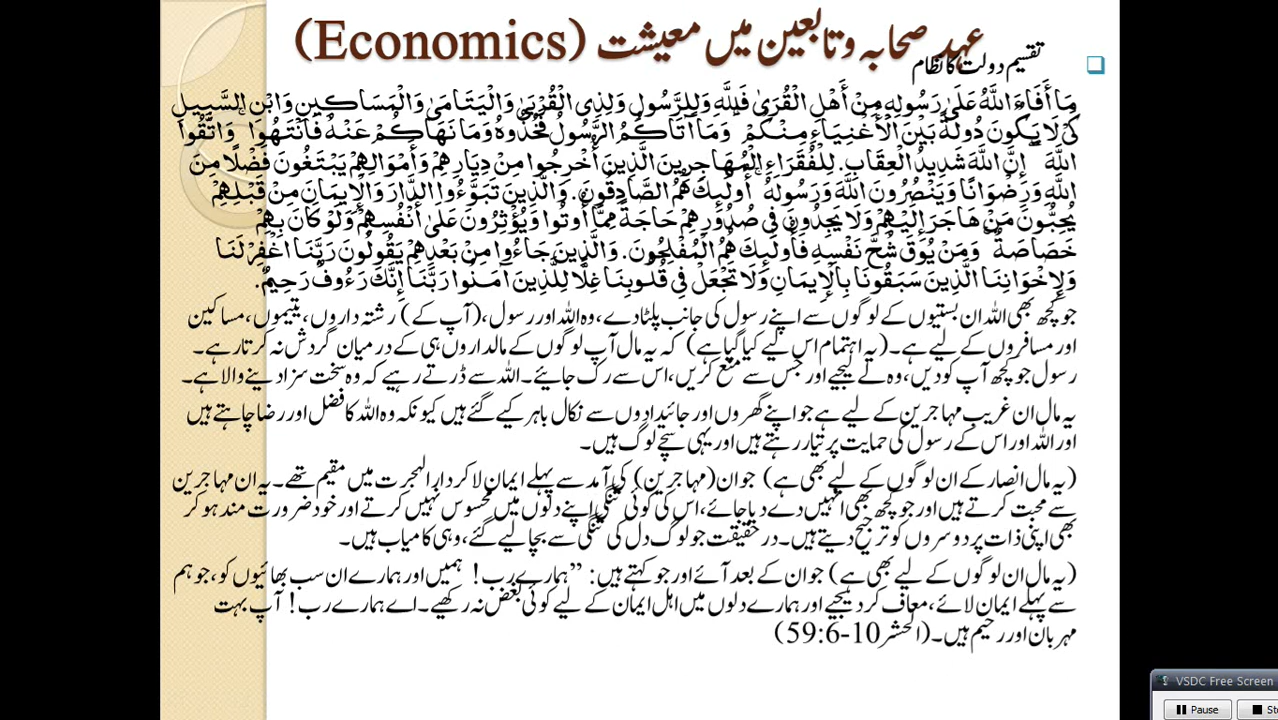 عہد صحابہ و تابعین میں معیشت (Economics)
تقسیم دولت کا نظام
مَا أَفَاءَ اللَّهُ عَلَىٰ رَسُولِهِ مِنْ أَهْلِ الْقُرَىٰ فَلِلَّهِ وَلِلرَّسُولِ وَلِذِي الْقُرْبَىٰ وَالْيَتَامَىٰ وَالْمَسَاكِينِ وَابْنِ السَّبِيلِ
كَيْ لَا يَكُونَ دُولَةً بَيْنَ الْأَغْنِيَاءِ مِنْكُمْ ۚ وَمَا آتَاكُمُ الرَّسُولُ فَخُذُوهُ وَمَا نَهَاكُمْ عَنْهُ فَانْتَهُوا ۚ وَاتَّقُوا
اللَّهَ ۖ إِنَّ اللَّهَ شَدِيدُ الْعِقَابِ. لِلْفُقَرَاءِ الْمُهَاجِرِينَ الَّذِينَ أُخْرِجُوا مِنْ دِيَارِهِمْ وَأَمْوَالِهِمْ يَبْتَغُونَ فَضْلًا مِنَ
اللَّهِ وَرِضْوَانًا وَيَنْصُرُونَ اللَّهَ وَرَسُولَهُ ۚ أُولَٰئِكَ هُمُ الصَّادِقُونَ. وَالَّذِينَ تَبَوَّءُوا الدَّارَ وَالْإِيمَانَ مِنْ قَبْلِهِمْ
يُحِبُّونَ مَنْ هَاجَرَ إِلَيْهِمْ وَلَا يَجِدُونَ فِي صُدُورِهِمْ حَاجَةً مِمَّا أُوتُوا وَيُؤْثِرُونَ عَلَىٰ أَنْفُسِهِمْ وَلَوْ كَانَ بِهِمْ
خَصَاصَةٌ ۚ وَمَنْ يُوقَ شُحَّ نَفْسِهِ فَأُولَٰئِكَ هُمُ الْمُفْلِحُونَ. وَالَّذِينَ جَاءُوا مِنْ بَعْدِهِمْ يَقُولُونَ رَبَّنَا اغْفِرْ لَنَا
وَلِإِخْوَانِنَا الَّذِينَ سَبَقُونَا بِالْإِيمَانِ وَلَا تَجْعَلْ فِي قُلُوبِنَا غِلًّا لِلَّذِينَ آمَنُوا رَبَّنَا إِنَّكَ رَءُوفٌ رَحِيمٌ.
جو کچھ بھی اللہ ان بستیوں کے لوگوں سے اپنے رسول کی جانب پلٹا دے، وہ اللہ اور رسول، (آپ کے) رشتہ داروں، یتیموں، مساکین
اور مسافروں کے لیے ہے۔ (یہ اہتمام اس لیے کیا گیا ہے) کہ یہ مال آپ لوگوں کے مالداروں ہی کے درمیان گردش نہ کرتا رہے۔
رسول جو کچھ آپ کو دیں، وہ لے لیجیے اور جس سے منع کریں، اس سے رک جائیے۔ اللہ سے ڈرتے رہیے کہ وہ سخت سزا دینے والا ہے۔
یہ مال ان غریب مہاجرین کے لیے ہے جو اپنے گھروں اور جائیدادوں سے نکال باہر کیے گئے ہیں کیونکہ وہ اللہ کا فضل اور رضا چاہتے ہیں
اور اللہ اور اس کے رسول کی حمایت پر تیار رہتے ہیں اور یہی سچے لوگ ہیں۔
(یہ مال انصار کے ان لوگوں کے لیے بھی ہے) جو ان (مہاجرین) کی آمد سے پہلے ایمان لا کر دار الہجرت میں مقیم تھے۔ یہ ان مہاجرین
سے محبت کرتے ہیں اور جو کچھ بھی انہیں دے دیا جائے، اس کی کوئی تنگی اپنے دلوں میں محسوس نہیں کرتے اور خود ضرورت مند ہو کر
بھی اپنی ذات پر دوسروں کو ترجیح دیتے ہیں۔ در حقیقت جو لوگ دل کی تنگی سے بچا لیے گئے، وہی کامیاب ہیں۔
(یہ مال ان لوگوں کے لیے بھی ہے) جو ان کے بعد آئے اور جو کہتے ہیں: "ہمارے رب! ہمیں اور ہمارے ان سب بھائیوں کو، جو ہم
سے پہلے ایمان لائے، معاف کر دیجیے اور ہمارے دلوں میں اہل ایمان کے لیے کوئی بغض نہ رکھیے۔ اے ہمارے رب! آپ بہت
مہربان اور رحیم ہیں۔ (الحشر 59:6-10)
VSDC Free Screen
Pause
Sto